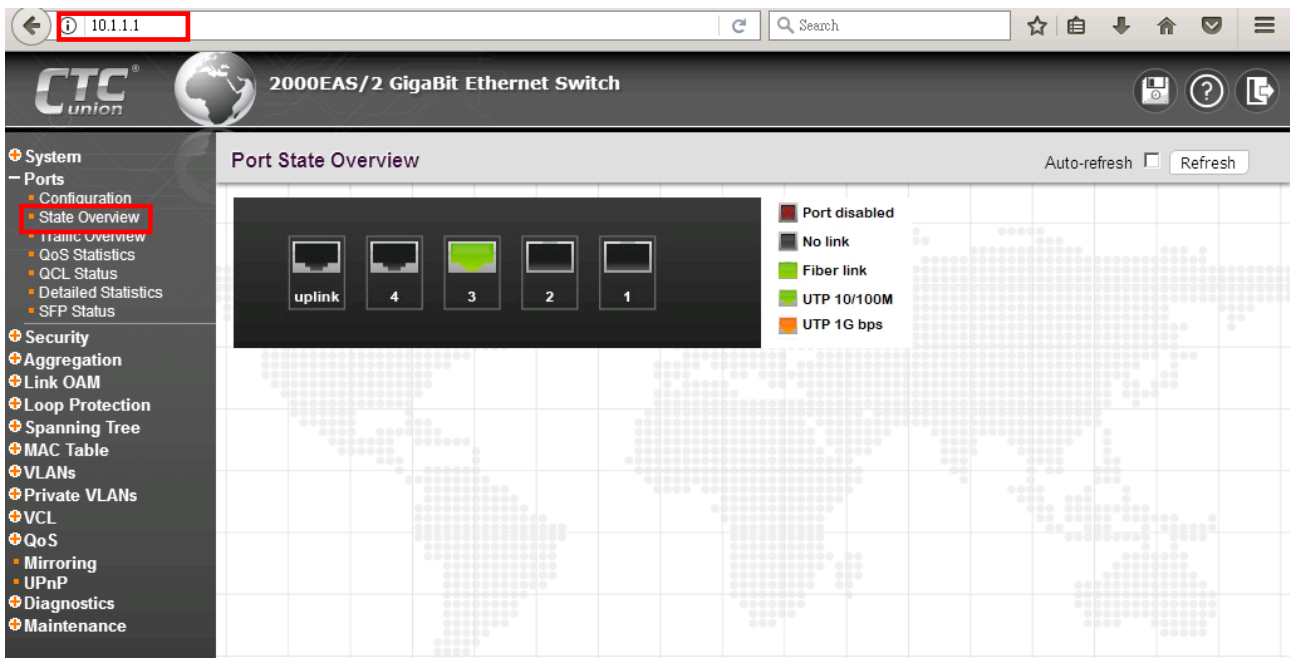 10.1.1.1
Search
CTC®
union
2000EAS/2 GigaBit Ethernet Switch
System
Ports
Configuration
State Overview
Traffic Overview
QoS Statistics
QCL Status
Detailed Statistics
SFP Status
Security
Aggregation
Link OAM
Loop Protection
Spanning Tree
MAC Table
VLANs
Private VLANs
VCL
QoS
Mirroring
UPnP
Diagnostics
Maintenance
Port State Overview
Auto-refresh Refresh
uplink 4 3 2 1
Port disabled
No link
Fiber link
UTP 10/100M
UTP 1G bps